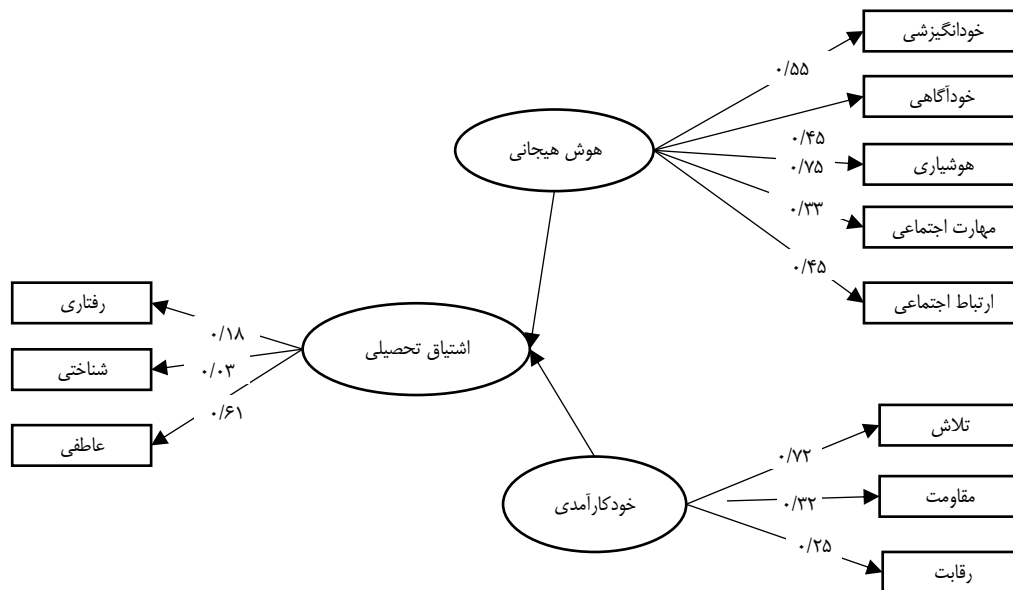 خودانگیزشی
۰/۵۵
خودآگاهی
۰/۴۵
هوش هیجانی
هوشیاری
۰/۷۵
مهارت اجتماعی
۰/۳۳
ارتباط اجتماعی
۰/۴۵
رفتاری
۰/۱۸
اشتیاق تحصیلی
شناختی
۰/۰۳
عاطفی
۰/۶۱
تلاش
۰/۷۲
خودکارآمدی
مقاومت
۰/۳۲
رقابت
۰/۲۵